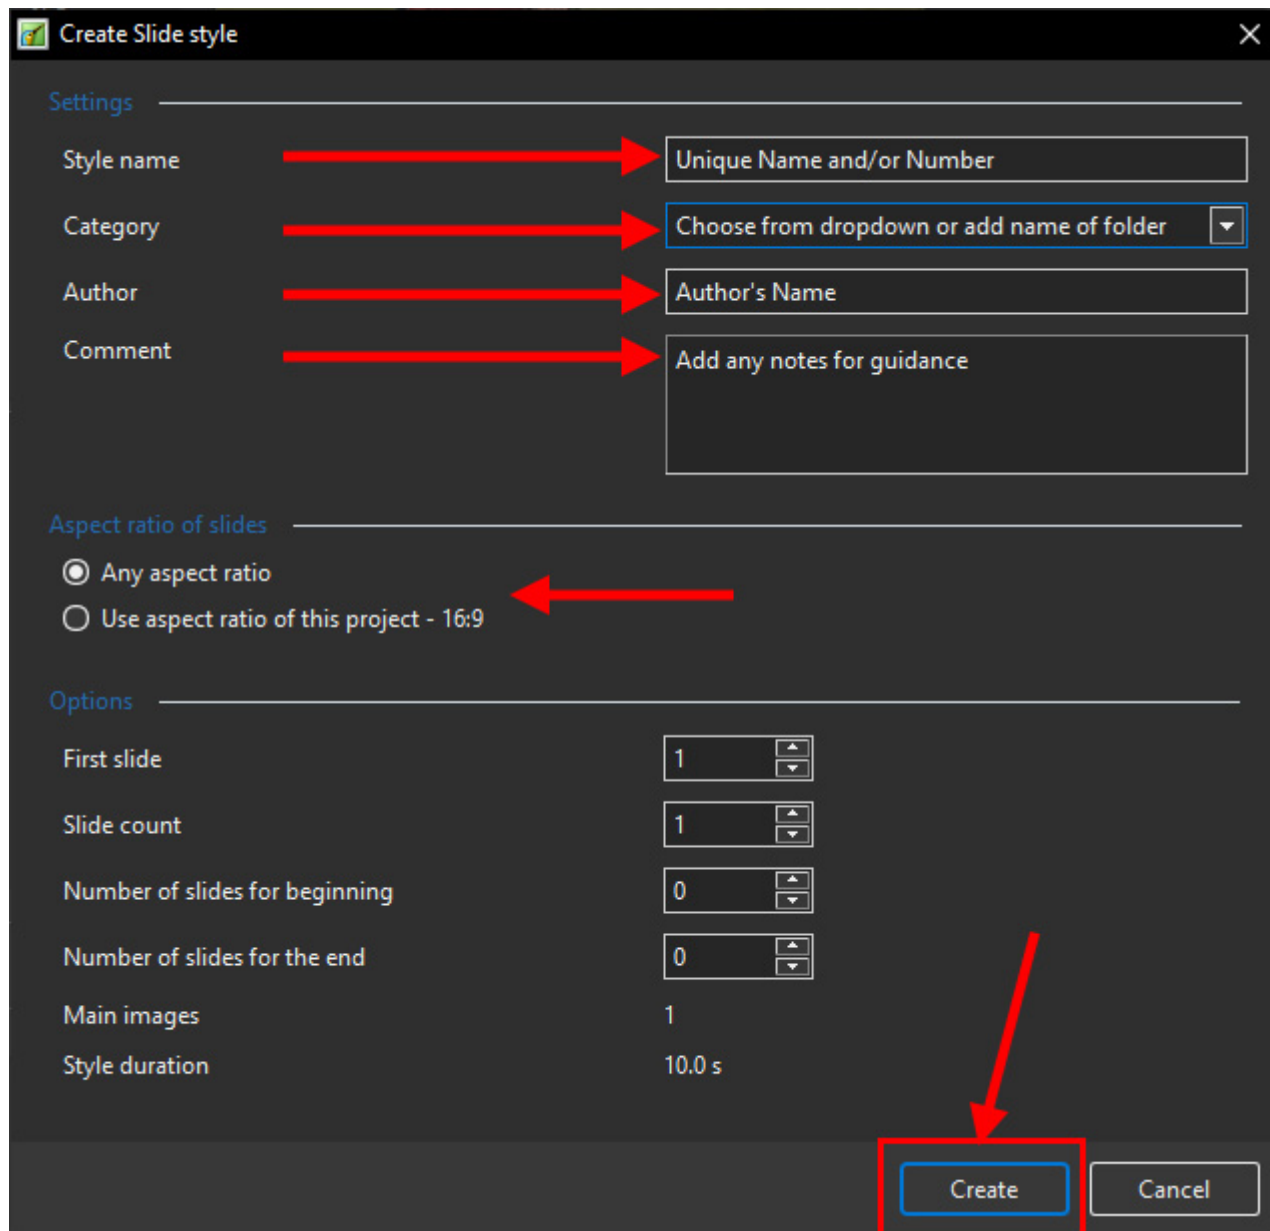 Create Slide style
Settings
Style name Unique Name and/or Number
Category Choose from dropdown or add name of folder
Author Author's Name
Comment Add any notes for guidance
Aspect ratio of slides
Any aspect ratio
Use aspect ratio of this project - 16:9
Options
First slide 1
Slide count 1
Number of slides for beginning 0
Number of slides for the end 0
Main images 1
Style duration 10.0 s
Create Cancel